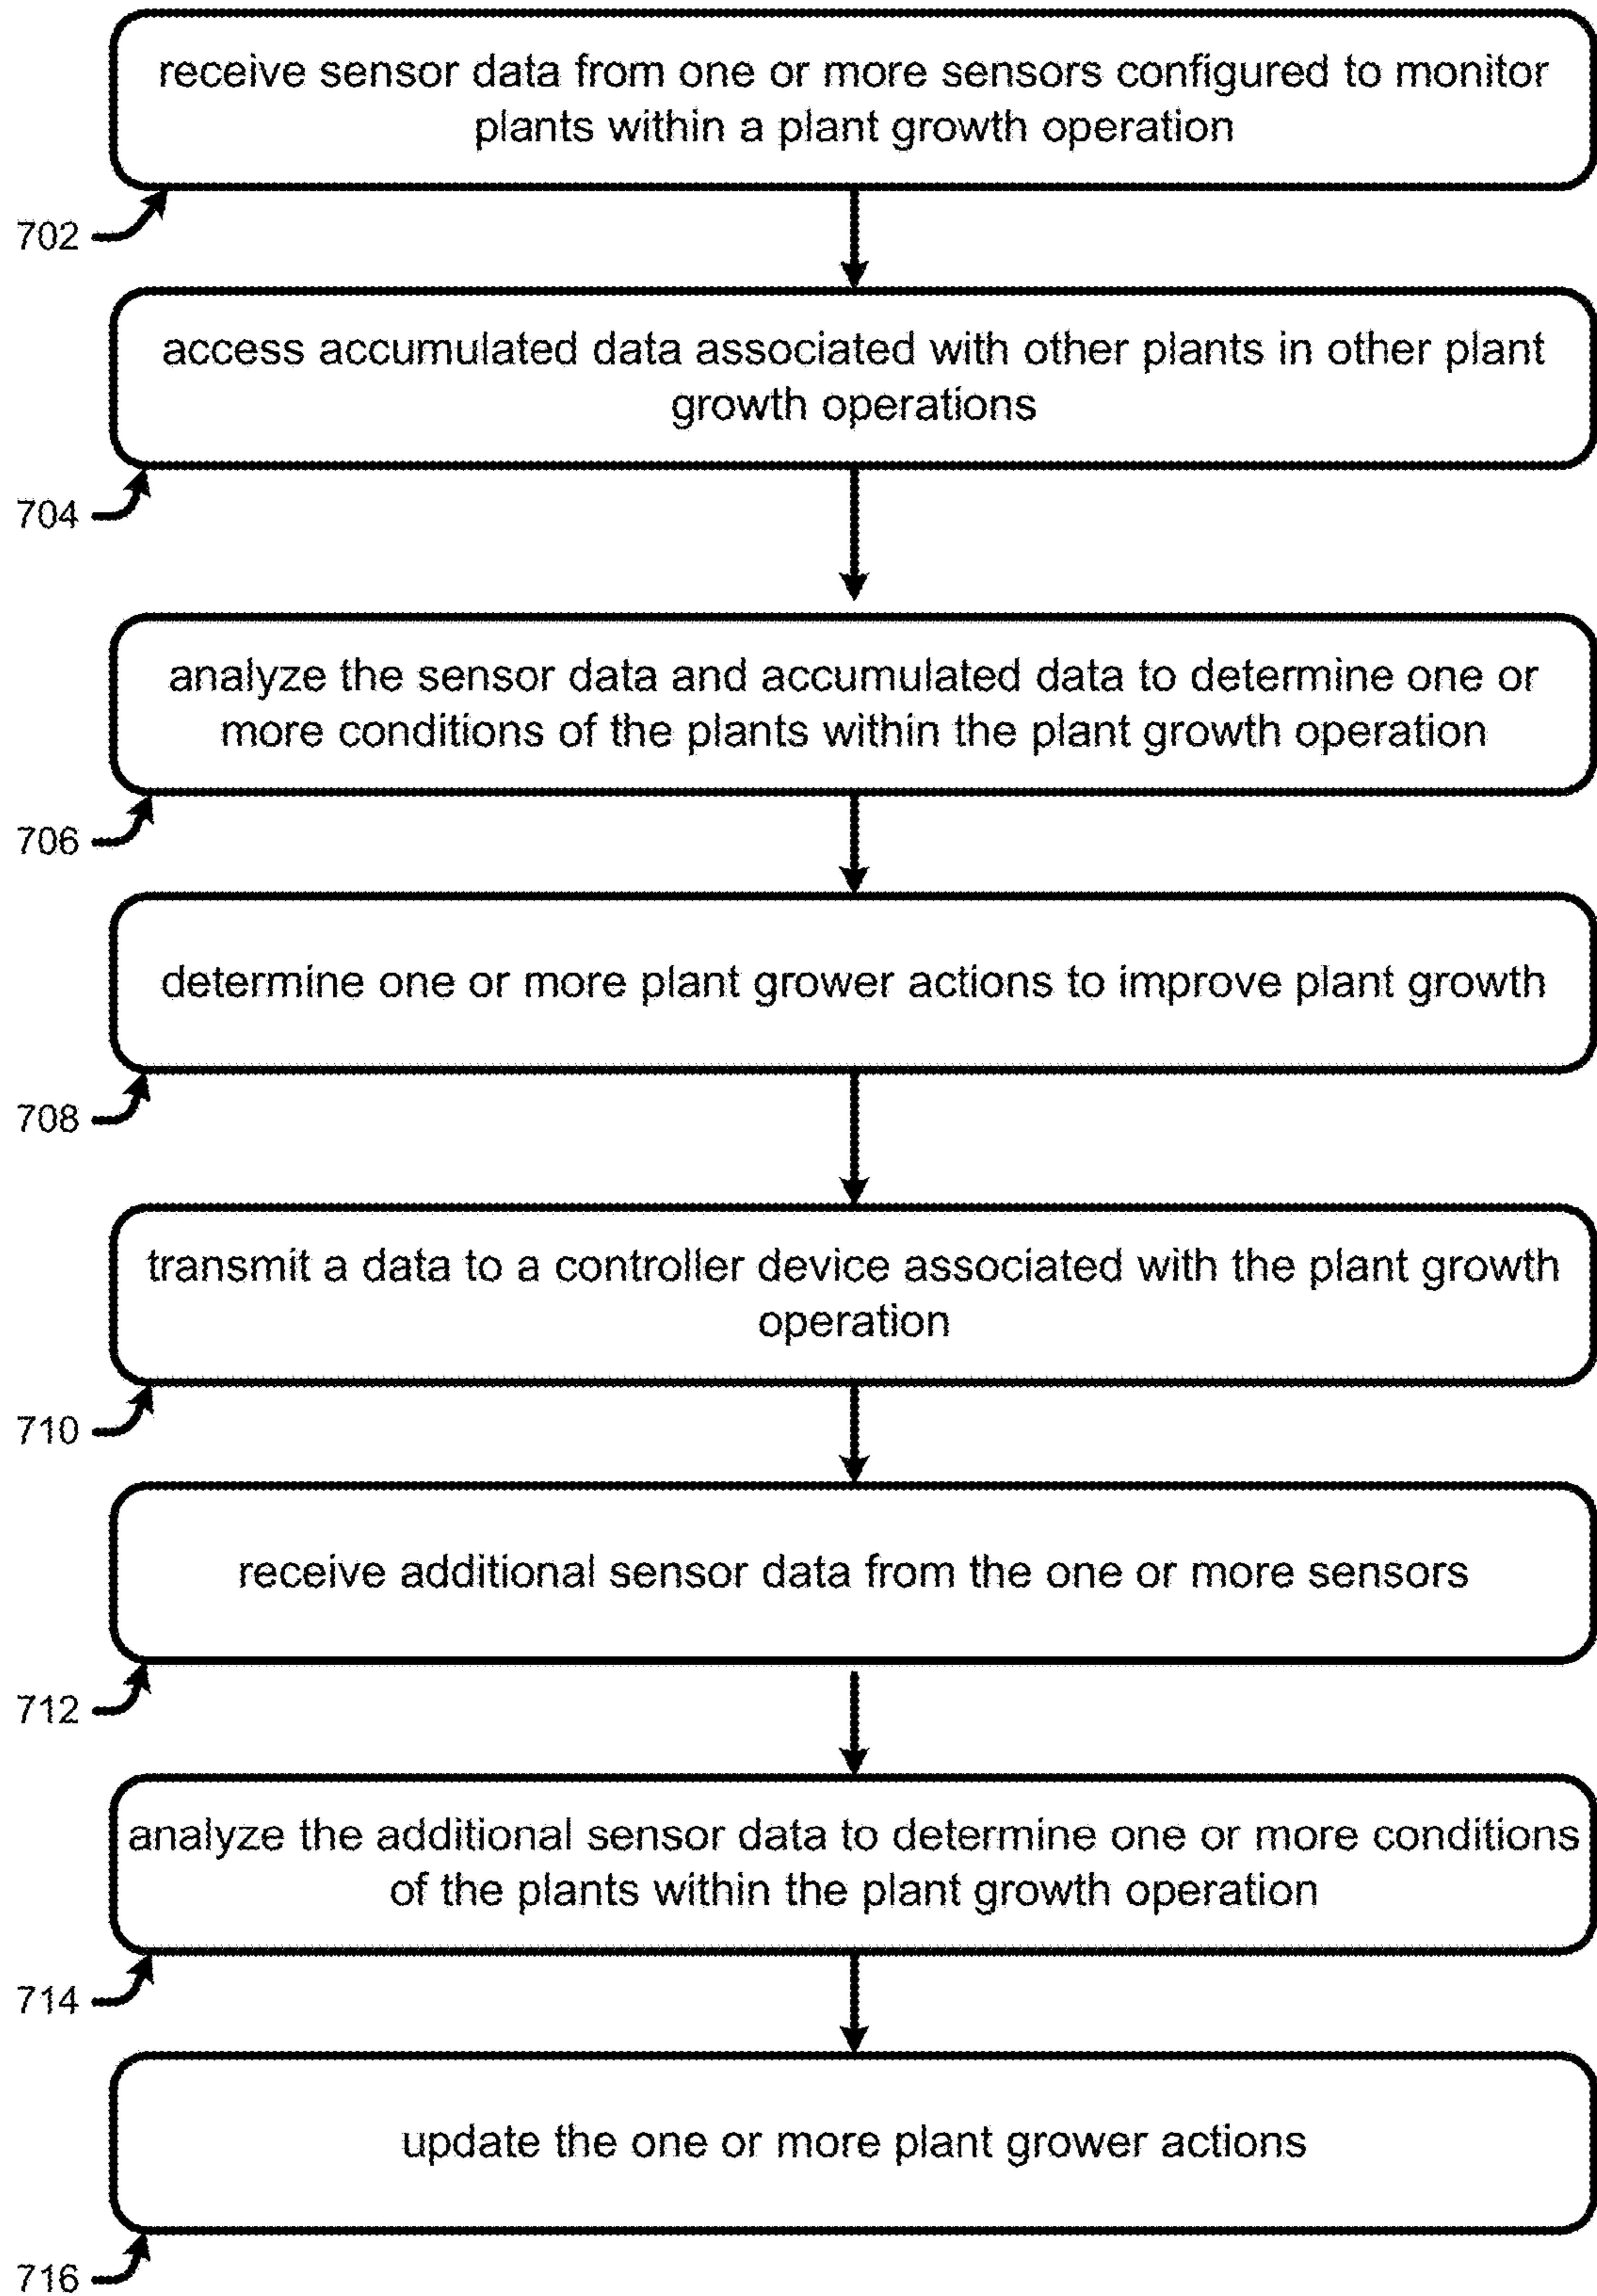 receive sensor data from one or more sensors configured to monitor
plants within a plant growth operation
702
access accumulated data associated with other plants in other plant
growth operations
704
analyze the sensor data and accumulated data to determine one or
more conditions of the plants within the plant growth operation
706
determine one or more plant grower actions to improve plant growth
708
transmit a data to a controller device associated with the plant growth
operation
710
receive additional sensor data from the one or more sensors
712
analyze the additional sensor data to determine one or more conditions
of the plants within the plant growth operation
714
update the one or more plant grower actions
716